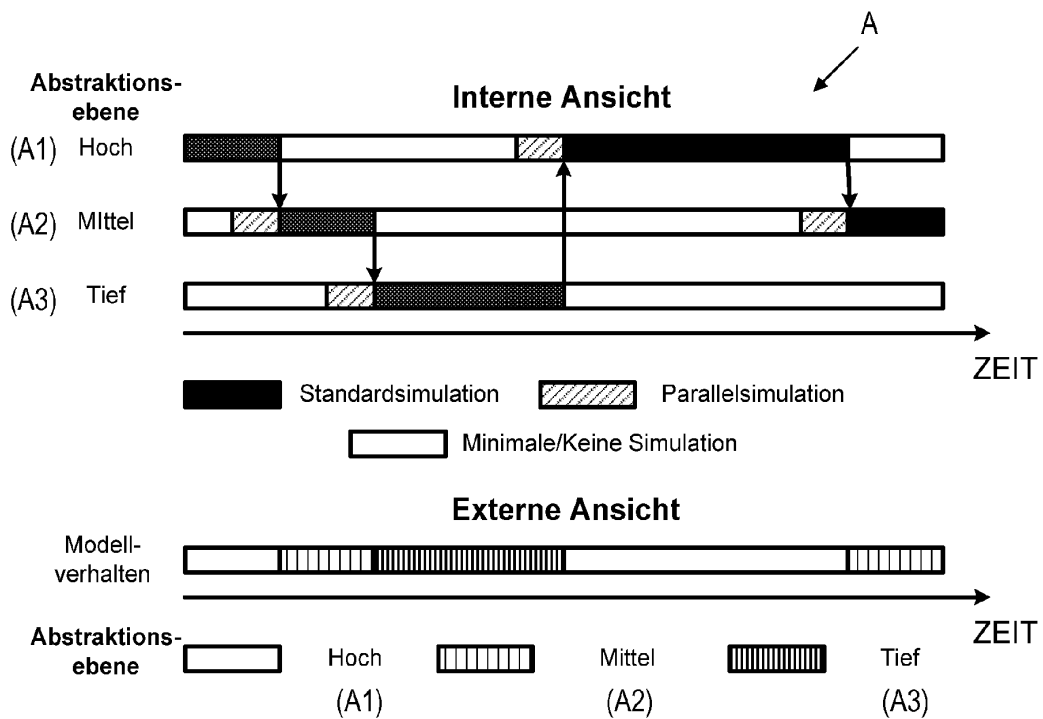 A
Abstraktions-
ebene
Interne Ansicht
(A1) Hoch
(A2) MIttel
(A3) Tief
ZEIT
Standardsimulation Parallelsimulation
Minimale/Keine Simulation
Externe Ansicht
Modell-
verhalten
ZEIT
Abstraktions-
ebene
Hoch Mittel Tief
(A1) (A2) (A3)